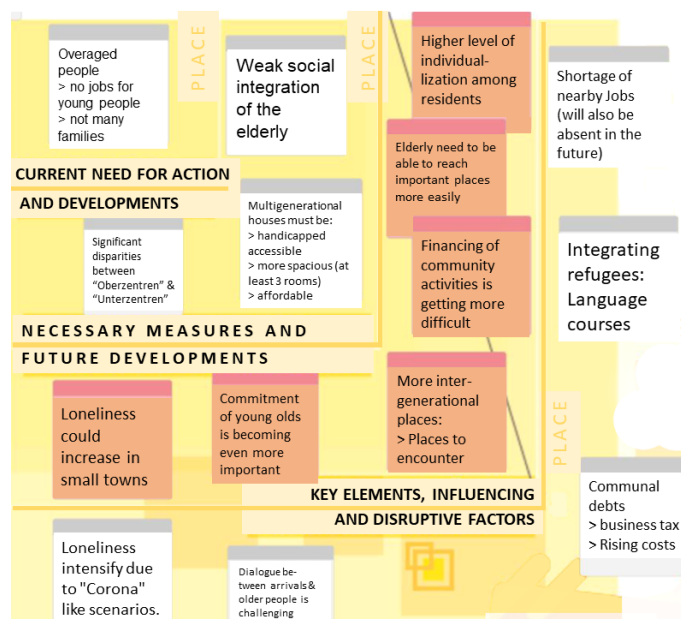 Overaged
people
> no jobs for
young people
> not many
families
PLACE
Weak social
integration
of the
elderly
PLACE
Higher level of
individual-
lization among
residents
Shortage of
nearby Jobs
(will also be
absent in the
future)
Elderly need to be
able to reach
important places
more easily
CURRENT NEED FOR ACTION
AND DEVELOPMENTS
Multigenerational
houses must be:
> handicapped
accessible
> more spacious (at
least 3 rooms)
> affordable
Significant
disparities
between
"Oberzentren" &
"Unterzentren"
Financing of
community
activities is
getting more
difficult
Integrating
refugees:
Language
courses
NECESSARY MEASURES AND
FUTURE DEVELOPMENTS
Loneliness
could
increase in
small towns
Commitment
of young olds
is becoming
even more
important
More inter-
generational
places:
> Places to
encounter
PLACE
KEY ELEMENTS, INFLUENCING
AND DISRUPTIVE FACTORS
Communal
debts
> business tax
> Rising costs
Loneliness
intensify due
to "Corona"
like scenarios.
Dialogue be-
tween arrivals &
older people is
challenging